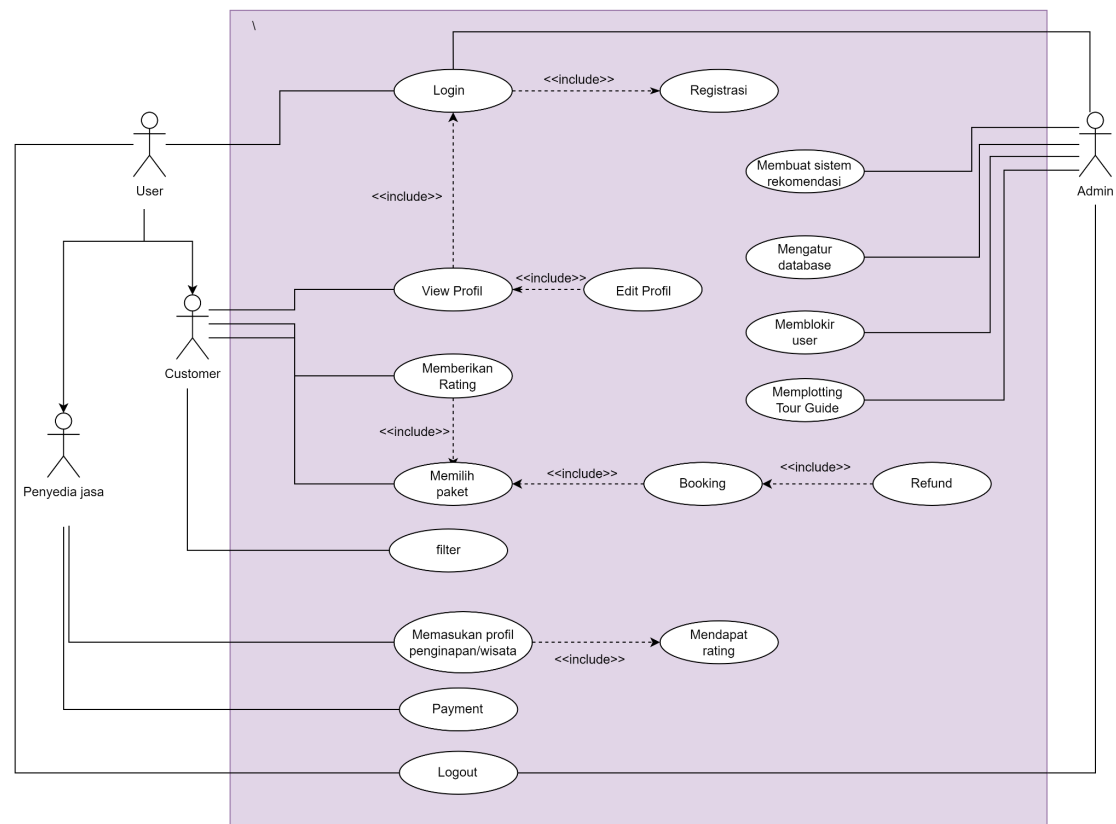 \
<<include>>
Login
Registrasi
User
Admin
Membuat sistem
rekomendasi
<<include>>
Mengatur
database
<<include>>
View Profil
Edit Profil
Memblokir
user
Customer
Memberikan
Rating
Memplotting
Tour Guide
<<include>>
Penyedia jasa
Memilih
paket
<<include>>
Booking
<<include>>
Refund
filter
Memasukan profil
penginapan/wisata
<<include>>
Mendapat
rating
Payment
Logout